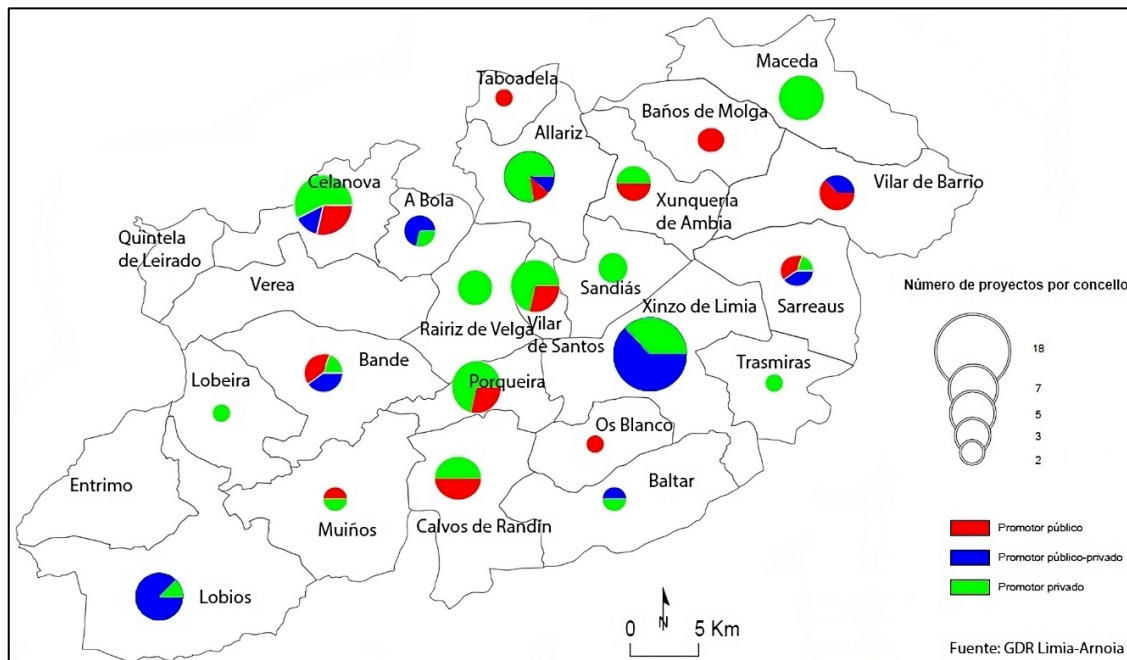 Maceda
Taboadela
Baños de Molga
Allariz
Celanova
A Bola
Xunquería
de Ambía
Vilar de Barrio
Quintela
de Leirado
Verea
Sandiás
Rairiz de Velga
Vilar
de Santos
Xinzo de Limia
Sarreaus
Número de proyectos por concello
18
7
5
3
2
Bande
Lobeira
Porqueira
Trasmiras
Os Blanco
Entrimo
Muiños
Calvos de Randín
Baltar
Lobios
Promotor público
Promotor público-privado
Promotor privado
N
0 5 Km
Fuente: GDR Limia-Arnoia